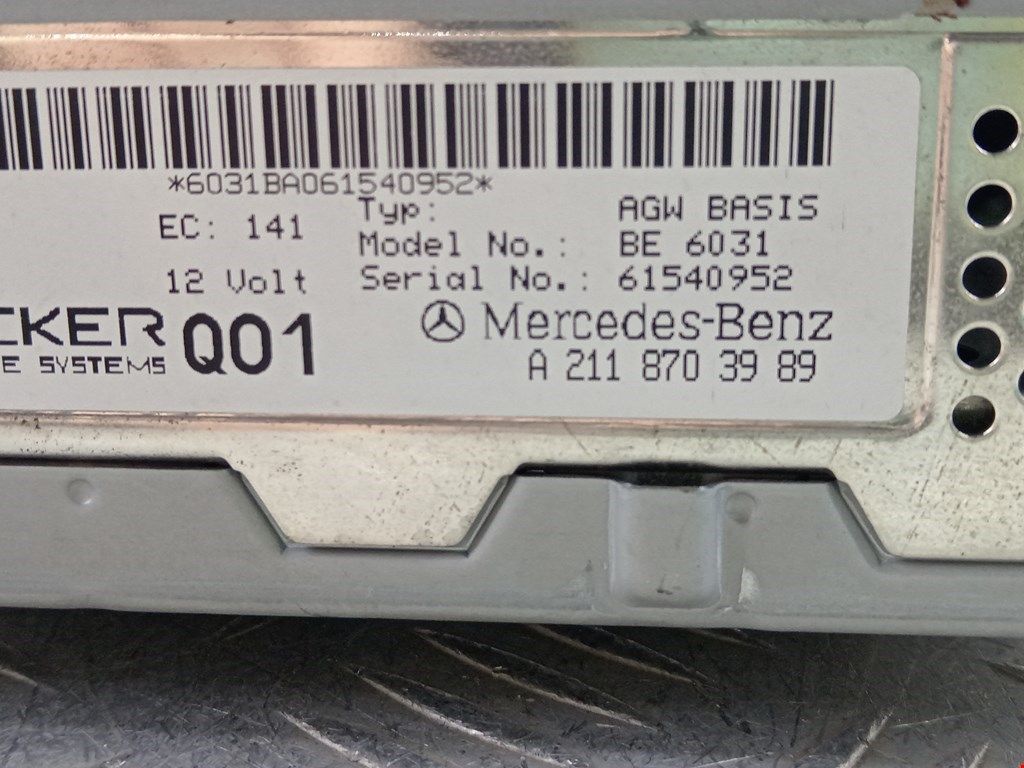 *6031BA061540952*
EC: 141
12 Volt
Typ: AGW BASIS
Model No.: BE 6031
Serial No.: 61540952
CKER
E SYSTEMS
Q01
Mercedes-Benz
A 211 870 39 89